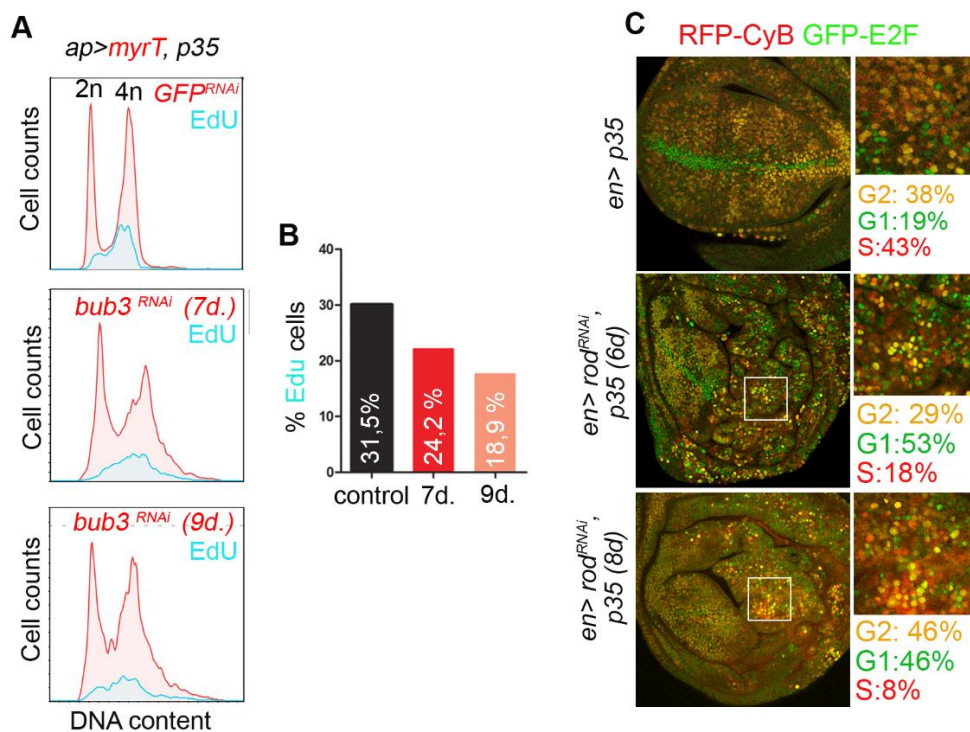 A
ap>myrT, p35
2n 4n GFP RNAi
EdU
Cell counts
bub3 RNAi (7d.)
EdU
Cell counts
bub3 RNAi (9d.)
EdU
Cell counts
DNA content
B
% Edu cells
40
30
20
10
0
31,5%
24,2 %
18,9 %
control 7d. 9d.
C
RFP-CyB GFP-E2F
en> p35
G2: 38%
G1:19%
S:43%
en> rod RNAi,
p35 (6d)
G2: 29%
G1:53%
S:18%
en> rod RNAi,
p35 (8d)
G2: 46%
G1:46%
S:8%